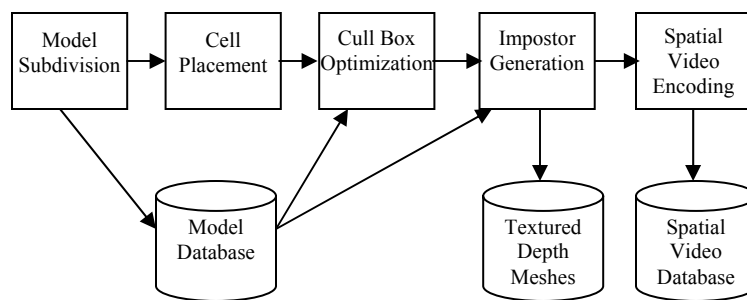 Model
Subdivision
Cell
Placement
Cull Box
Optimization
Impostor
Generation
Spatial
Video
Encoding
Model
Database
Textured
Depth
Meshes
Spatial
Video
Database